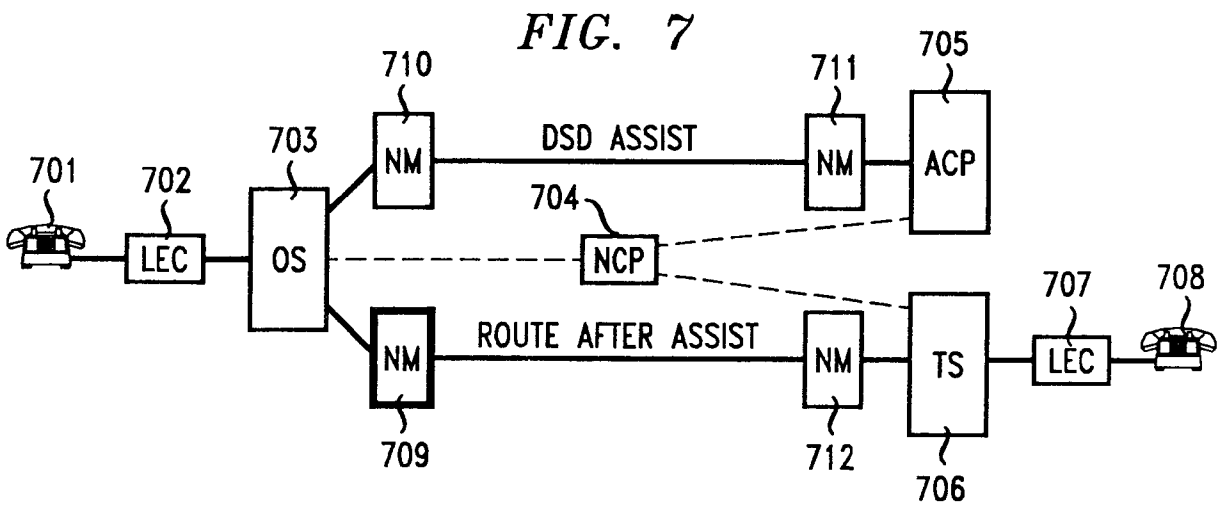 FIG. 7
710
711
705
703
DSD ASSIST
NM
NM
ACP
701
702
704
LEC
OS
NCP
707
708
ROUTE AFTER ASSIST
NM
NM
TS
LEC
709
712
706